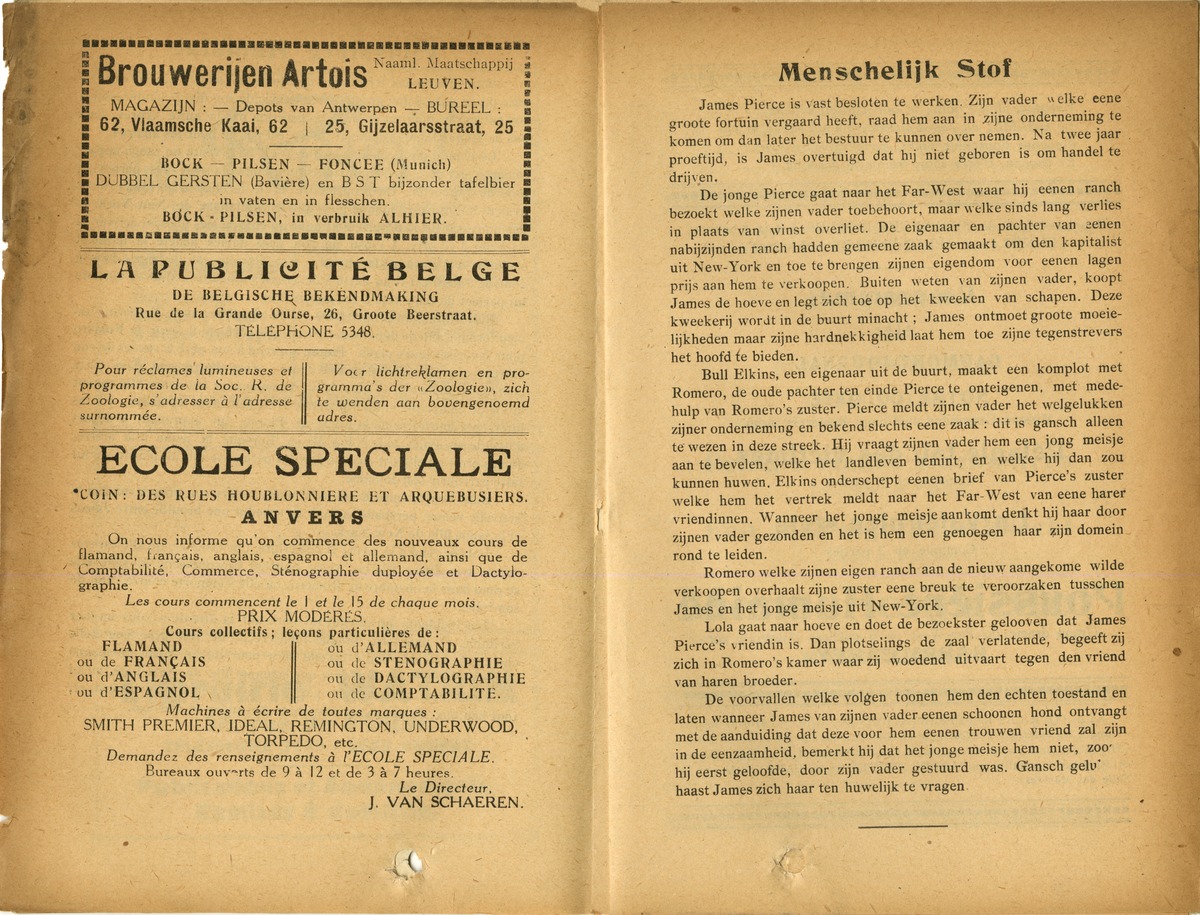 Brouwerijen Artois Naaml. Maatschappij
LEUVEN.
MAGAZIJN : — Depots van Antwerpen — BUREEL :
62, Vlaamsche Kaai, 62 | 25, Gijzelaarsstraat, 25
BOCK — PILSEN — FONCEE (Munich)
DUBBEL GERSTEN (Bavière) en B S T bijzonder tafelbier
in vaten en in flesschen.
BOCK - PILSEN, in verbruik ALHIER.
LA PUBLICITÉ BELGE
DE BELGISCHE BEKENDMAKING
Rue de la Grande Ourse, 26, Groote Beerstraat.
TÉLÉPHONE 5348.
Pour réclames lumineuses et
programmes de la Soc. R. de
Zoologie, s'adresser à l'adresse
surnommée.
Voor lichtreklamen en pro-
gramma's der «Zoologie», zich
te wenden aan bovengenoemd
adres.
ECOLE SPECIALE
COIN: DES RUES HOUBLONNIERE ET ARQUEBUSIERS.
ANVERS
On nous informe qu'on commence des nouveaux cours de
flamand, français, anglais, espagnol et allemand, ainsi que de
Comptabilité, Commerce, Sténographie duployée et Dactylo-
graphie.
Les cours commencent le 1 et le 15 de chaque mois.
PRIX MODÉRÉS.
Cours collectifs; leçons particulières de:
FLAMAND
ou de FRANÇAIS
ou d'ANGLAIS
ou d'ESPAGNOL
ou d'ALLEMAND
ou de STENOGRAPHIE
ou de DACTYLOGRAPHIE
ou de COMPTABILITE.
Machines à écrire de toutes marques :
SMITH PREMIER, IDEAL, REMINGTON, UNDERWOOD,
TORPEDO, etc.
Demandez des renseignements à l'ECOLE SPECIALE.
Bureaux ouverts de 9 à 12 et de 3 à 7 heures.
Le Directeur,
J. VAN SCHAEREN.
Menschelijk Stof
James Pierce is vast besloten te werken. Zijn vader welke eene
groote fortuin vergaard heeft, raad hem aan in zijne onderneming te
komen om dan later het bestuur te kunnen over nemen. Na twee jaar
proeftijd, is James overtuigd dat hij niet geboren is om handel te
drijven.
De jonge Pierce gaat naar het Far-West waar hij eenen ranch
bezoekt welke zijnen vader toebehoort, maar welke sinds lang verlies
in plaats van winst overliet. De eigenaar en pachter van eenen
nabijzijnden ranch hadden gemeene zaak gemaakt om den kapitalist
uit New-York en toe te brengen zijnen eigendom voor eenen lagen
prijs aan hem te verkoopen. Buiten weten van zijnen vader, koopt
James de hoeve en legt zich toe op het kweeken van schapen. Deze
kweekerij wordt in de buurt minacht ; James ontmoet groote moeie-
lijkheden maar zijne hardnekkigheid laat hem toe zijne tegenstrevers
het hoofd te bieden.
Bull Elkins, een eigenaar uit de buurt, maakt een komplot met
Romero, de oude pachter ten einde Pierce te onteigenen, met mede-
hulp van Romero's zuster. Pierce meldt zijnen vader het welgelukken
zijner onderneming en bekend slechts eene zaak : dit is gansch alleen
te wezen in deze streek. Hij vraagt zijnen vader hem een jong meisje
aan te bevelen, welke het landleven bemint, en welke hij dan zou
kunnen huwen. Elkins onderschept eenen brief van Pierce's zuster
welke hem het vertrek meldt naar het Far-West van eene harer
vriendinnen. Wanneer het jonge meisje aankomt denkt hij haar door
zijnen vader gezonden en het is hem een genoegen haar zijn domein
rond te leiden.
Romero welke zijnen eigen ranch aan de nieuw aangekome wilde
verkoopen overhaalt zijne zuster eene breuk te veroorzaken tusschen
James en het jonge meisje uit New-York.
Lola gaat naar hoeve en doet de bezoekster gelooven dat James
Pierce's vriendin is. Dan plotselings de zaal verlatende, begeeft zij
zich in Romero's kamer waar zij woedend uitvaart tegen den vriend
van haren broeder.
De voorvallen welke volgen toonen hem den echten toestand en
laten wanneer James van zijnen vader eenen schoonen hond ontvangt
met de aanduiding dat deze voor hem eenen trouwen vriend zal zijn
in de eenzaamheid, bemerkt hij dat het jonge meisje hem niet, zoo
hij eerst geloofde, door zijn vader gestuurd was. Gansch gelu
haast James zich haar ten huwelijk te vragen